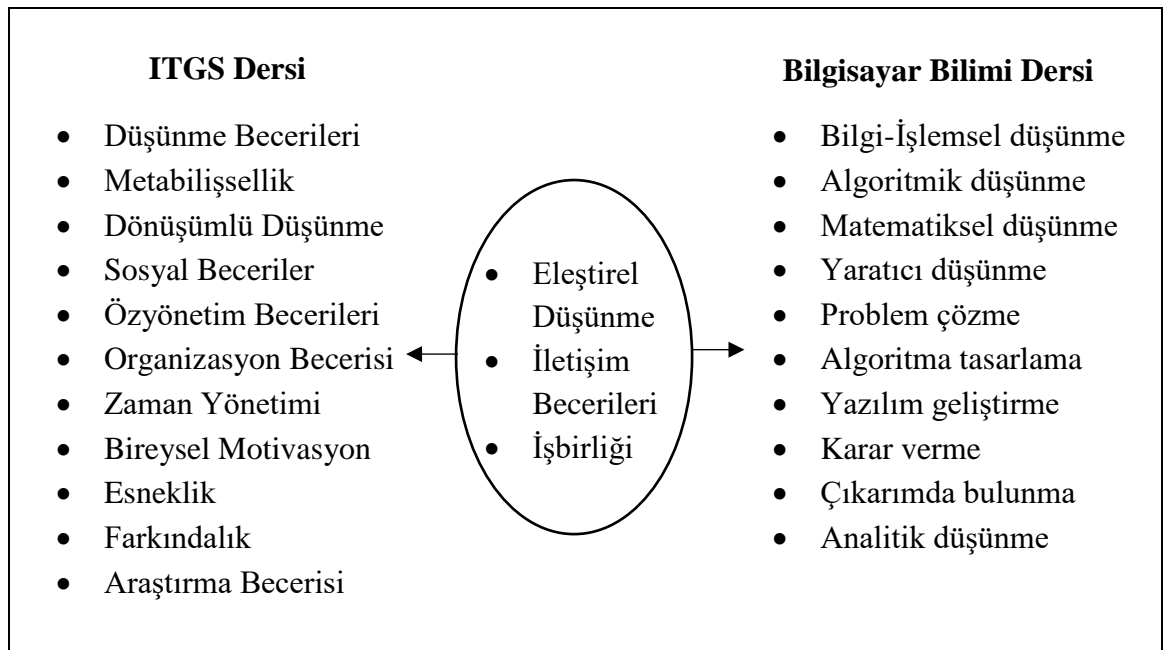 ITGS Dersi
• Düşünme Becerileri
• Metabilişsellik
• Dönüşümlü Düşünme
• Sosyal Beceriler
• Özyönetim Becerileri
• Organizasyon Becerisi
• Zaman Yönetimi
• Bireysel Motivasyon
• Esneklik
• Farkındalık
• Araştırma Becerisi
• Eleştirel
Düşünme
• İletişim
Becerileri
• İşbirliği
Bilgisayar Bilimi Dersi
• Bilgi-İşlemsel düşünme
• Algoritmik düşünme
• Matematiksel düşünme
• Yaratıcı düşünme
• Problem çözme
• Algoritma tasarlama
• Yazılım geliştirme
• Karar verme
• Çıkarımda bulunma
• Analitik düşünme